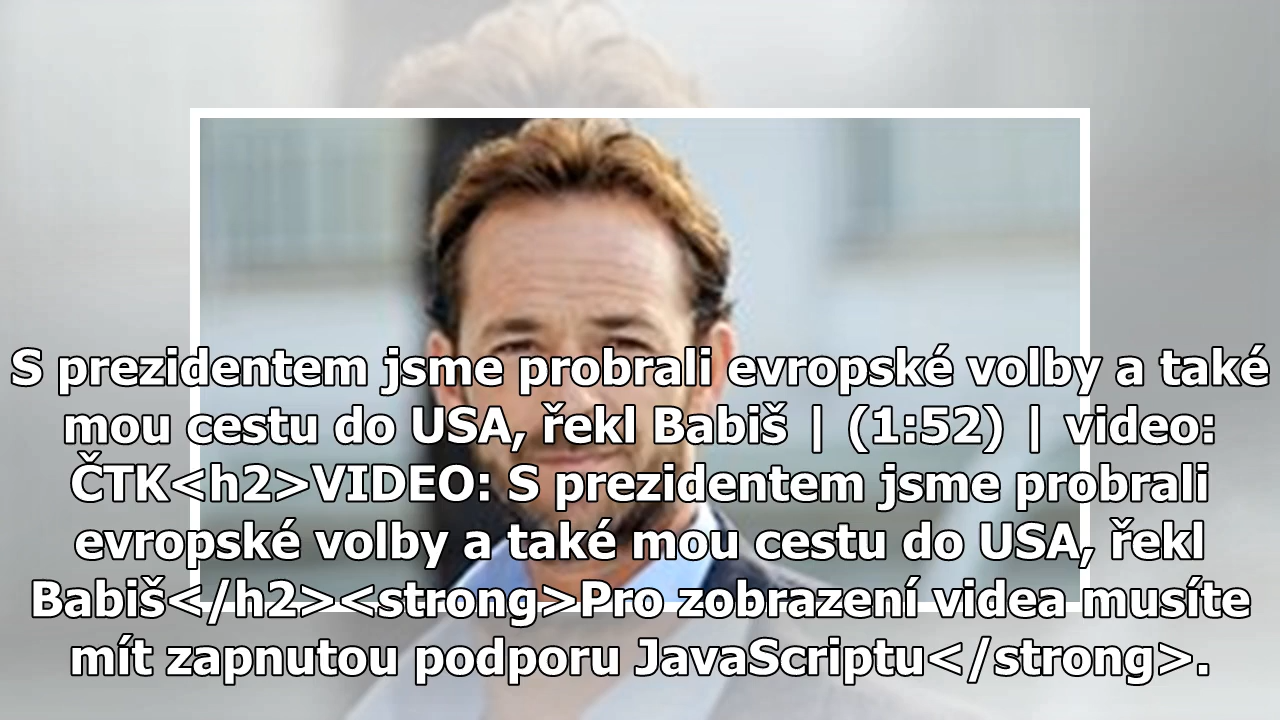 S prezidentem jsme probrali evropské volby a také
mou cestu do USA, řekl Babiš | (1:52) | video:
ČTK<h2>VIDEO: S prezidentem jsme probrali
evropské volby a také mou cestu do USA, řekl
Babiš</h2><strong>Pro zobrazení videa musíte
mít zapnutou podporu JavaScriptu</strong>.